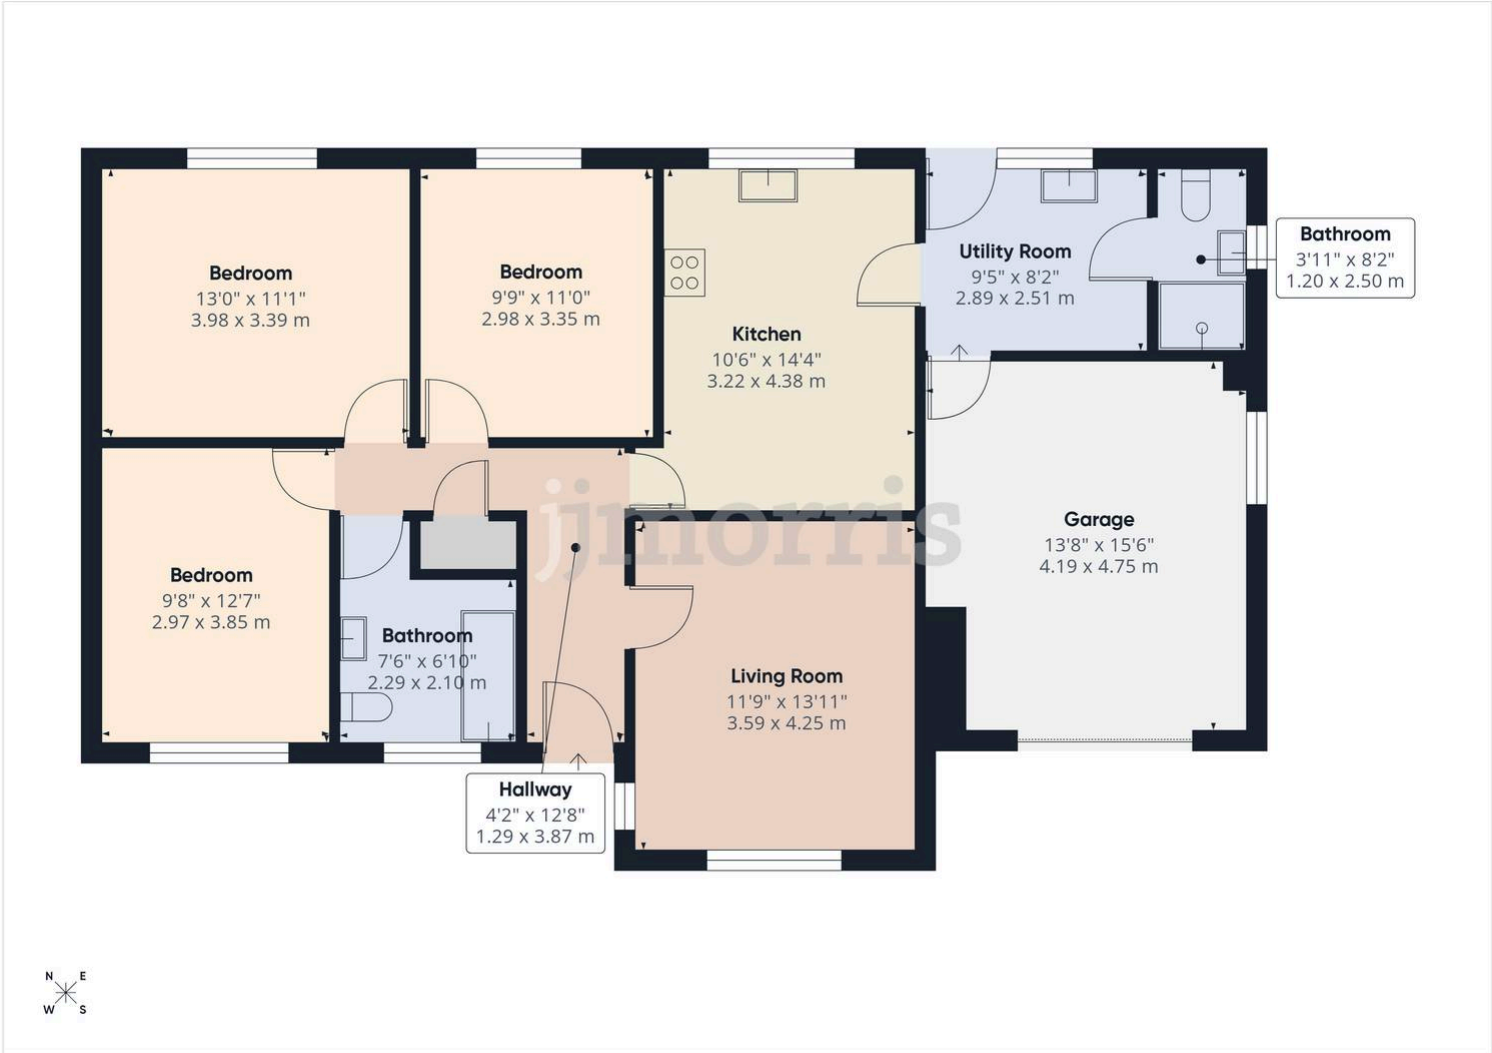 Bedroom
13'0" x 11'1"
3.98 x 3.39 m
Bedroom
9'9" x 11'0"
2.98 x 3.35 m
Kitchen
10'6" x 14'4"
3.22 x 4.38 m
Utility Room
9'5" x 8'2"
2.89 x 2.51 m
Bathroom
3'11" x 8'2"
1.20 x 2.50 m
Bedroom
9'8" x 12'7"
2.97 x 3.85 m
Bathroom
7'6" x 6'10"
2.29 x 2.10 m
jjmorris
Garage
13'8" x 15'6"
4.19 x 4.75 m
Living Room
11'9" x 13'11"
3.59 x 4.25 m
Hallway
4'2" x 12'8"
1.29 x 3.87 m
N E
W S